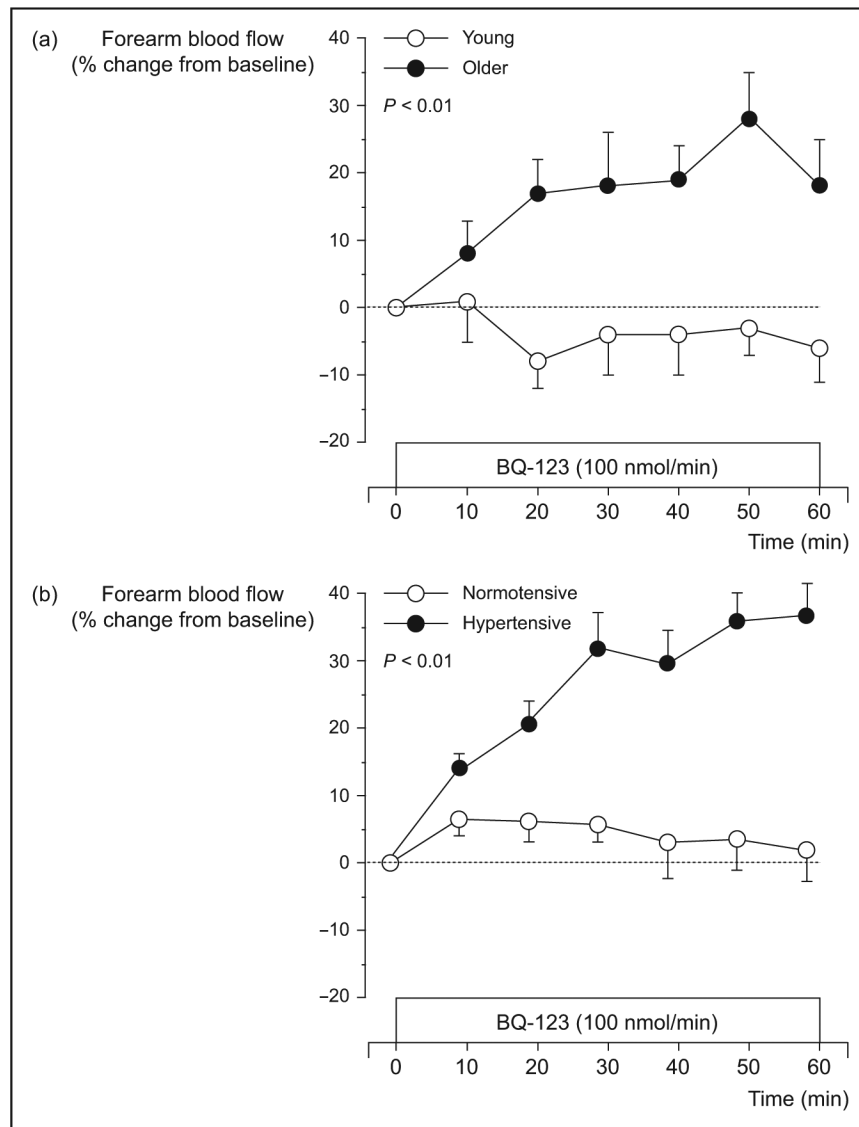 (a) Forearm blood flow
(% change from baseline)
40
30
20
10
0
–10
–20
Young
Older
P < 0.01
BQ-123 (100 nmol/min)
0 10 20 30 40 50 60
Time (min)
(b) Forearm blood flow
(% change from baseline)
40
30
20
10
0
–10
–20
Normotensive
Hypertensive
P < 0.01
BQ-123 (100 nmol/min)
0 10 20 30 40 50 60
Time (min)